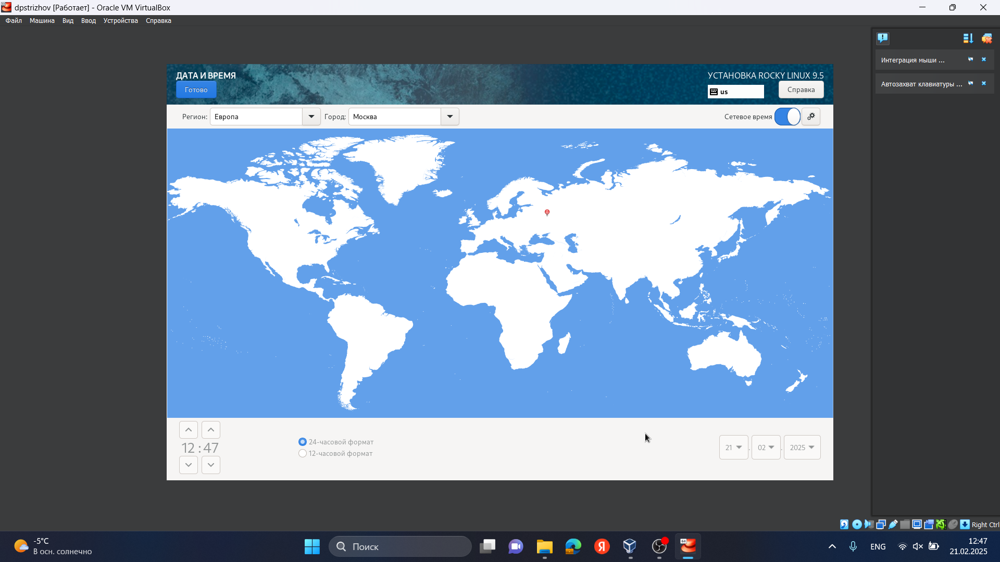 dpstrizhov [Работает] - Oracle VM VirtualBox
Файл Машина Вид Ввод Устройства Справка
Интеграция мыши ...
Автозахват клавиатуры ...
ДАТА И ВРЕМЯ
УСТАНОВКА ROCKY LINUX 9.5
Готово
us
Справка
Регион: Европа Город: Москва Сетевое время
12 : 47
24-часовой формат
12-часовой формат
21 . 02 . 2025
Right Ctrl
-5°C
В осн. солнечно
Поиск
ENG
12:47
21.02.2025